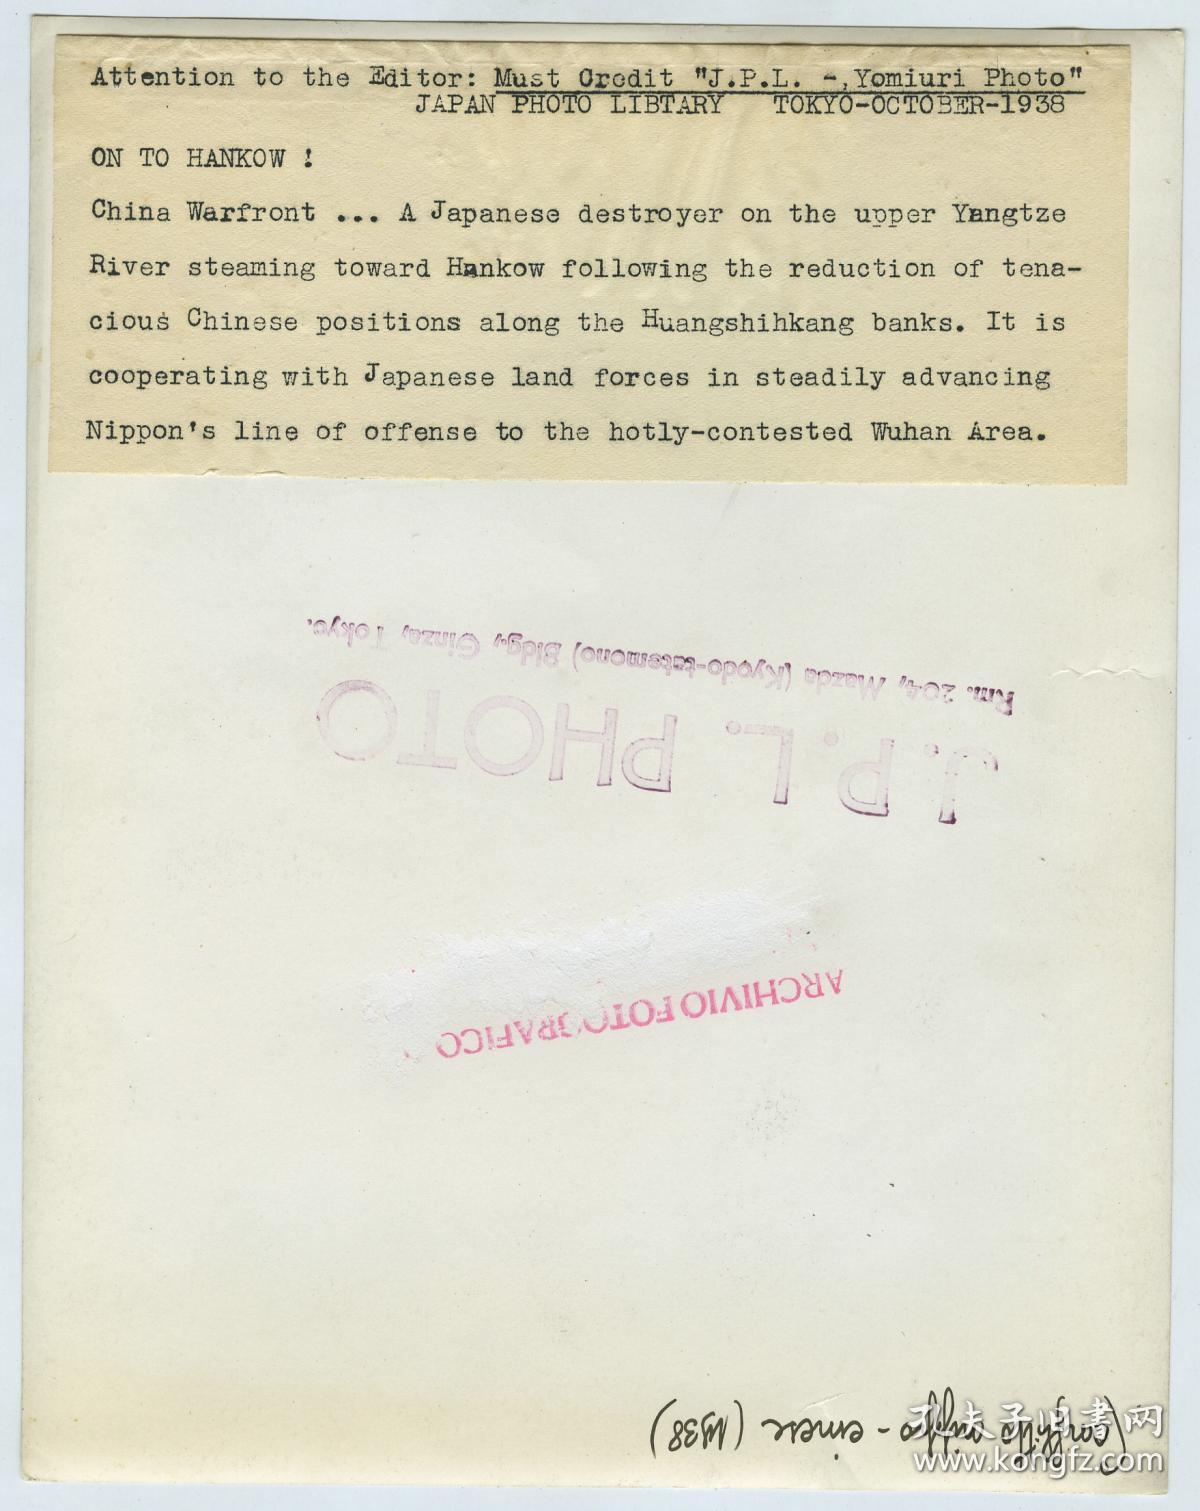 Attention to the Editor: Must Credit "J.P.L. -,Yomiuri Photo"
JAPAN PHOTO LIBTARY TOKYO-OCTOBER-1938
ON TO HANKOW !
China Warfront ... A Japanese destroyer on the upper Yangtze
River steaming toward Hankow following the reduction of tena-
cious Chinese positions along the Huangshihkang banks. It is
cooperating with Japanese land forces in steadily advancing
Nippon's line of offense to the hotly-contested Wuhan Area.
J. P. L. PHOTO
Rm. 204, Mazda (Kyodo-tatemono) Bldg., Ginza, Tokyo.
ARCHIVIO FOTOGRAFICO
Conflitto nippo - cinese (1938)
孔夫子旧书网
www.kongfz.com